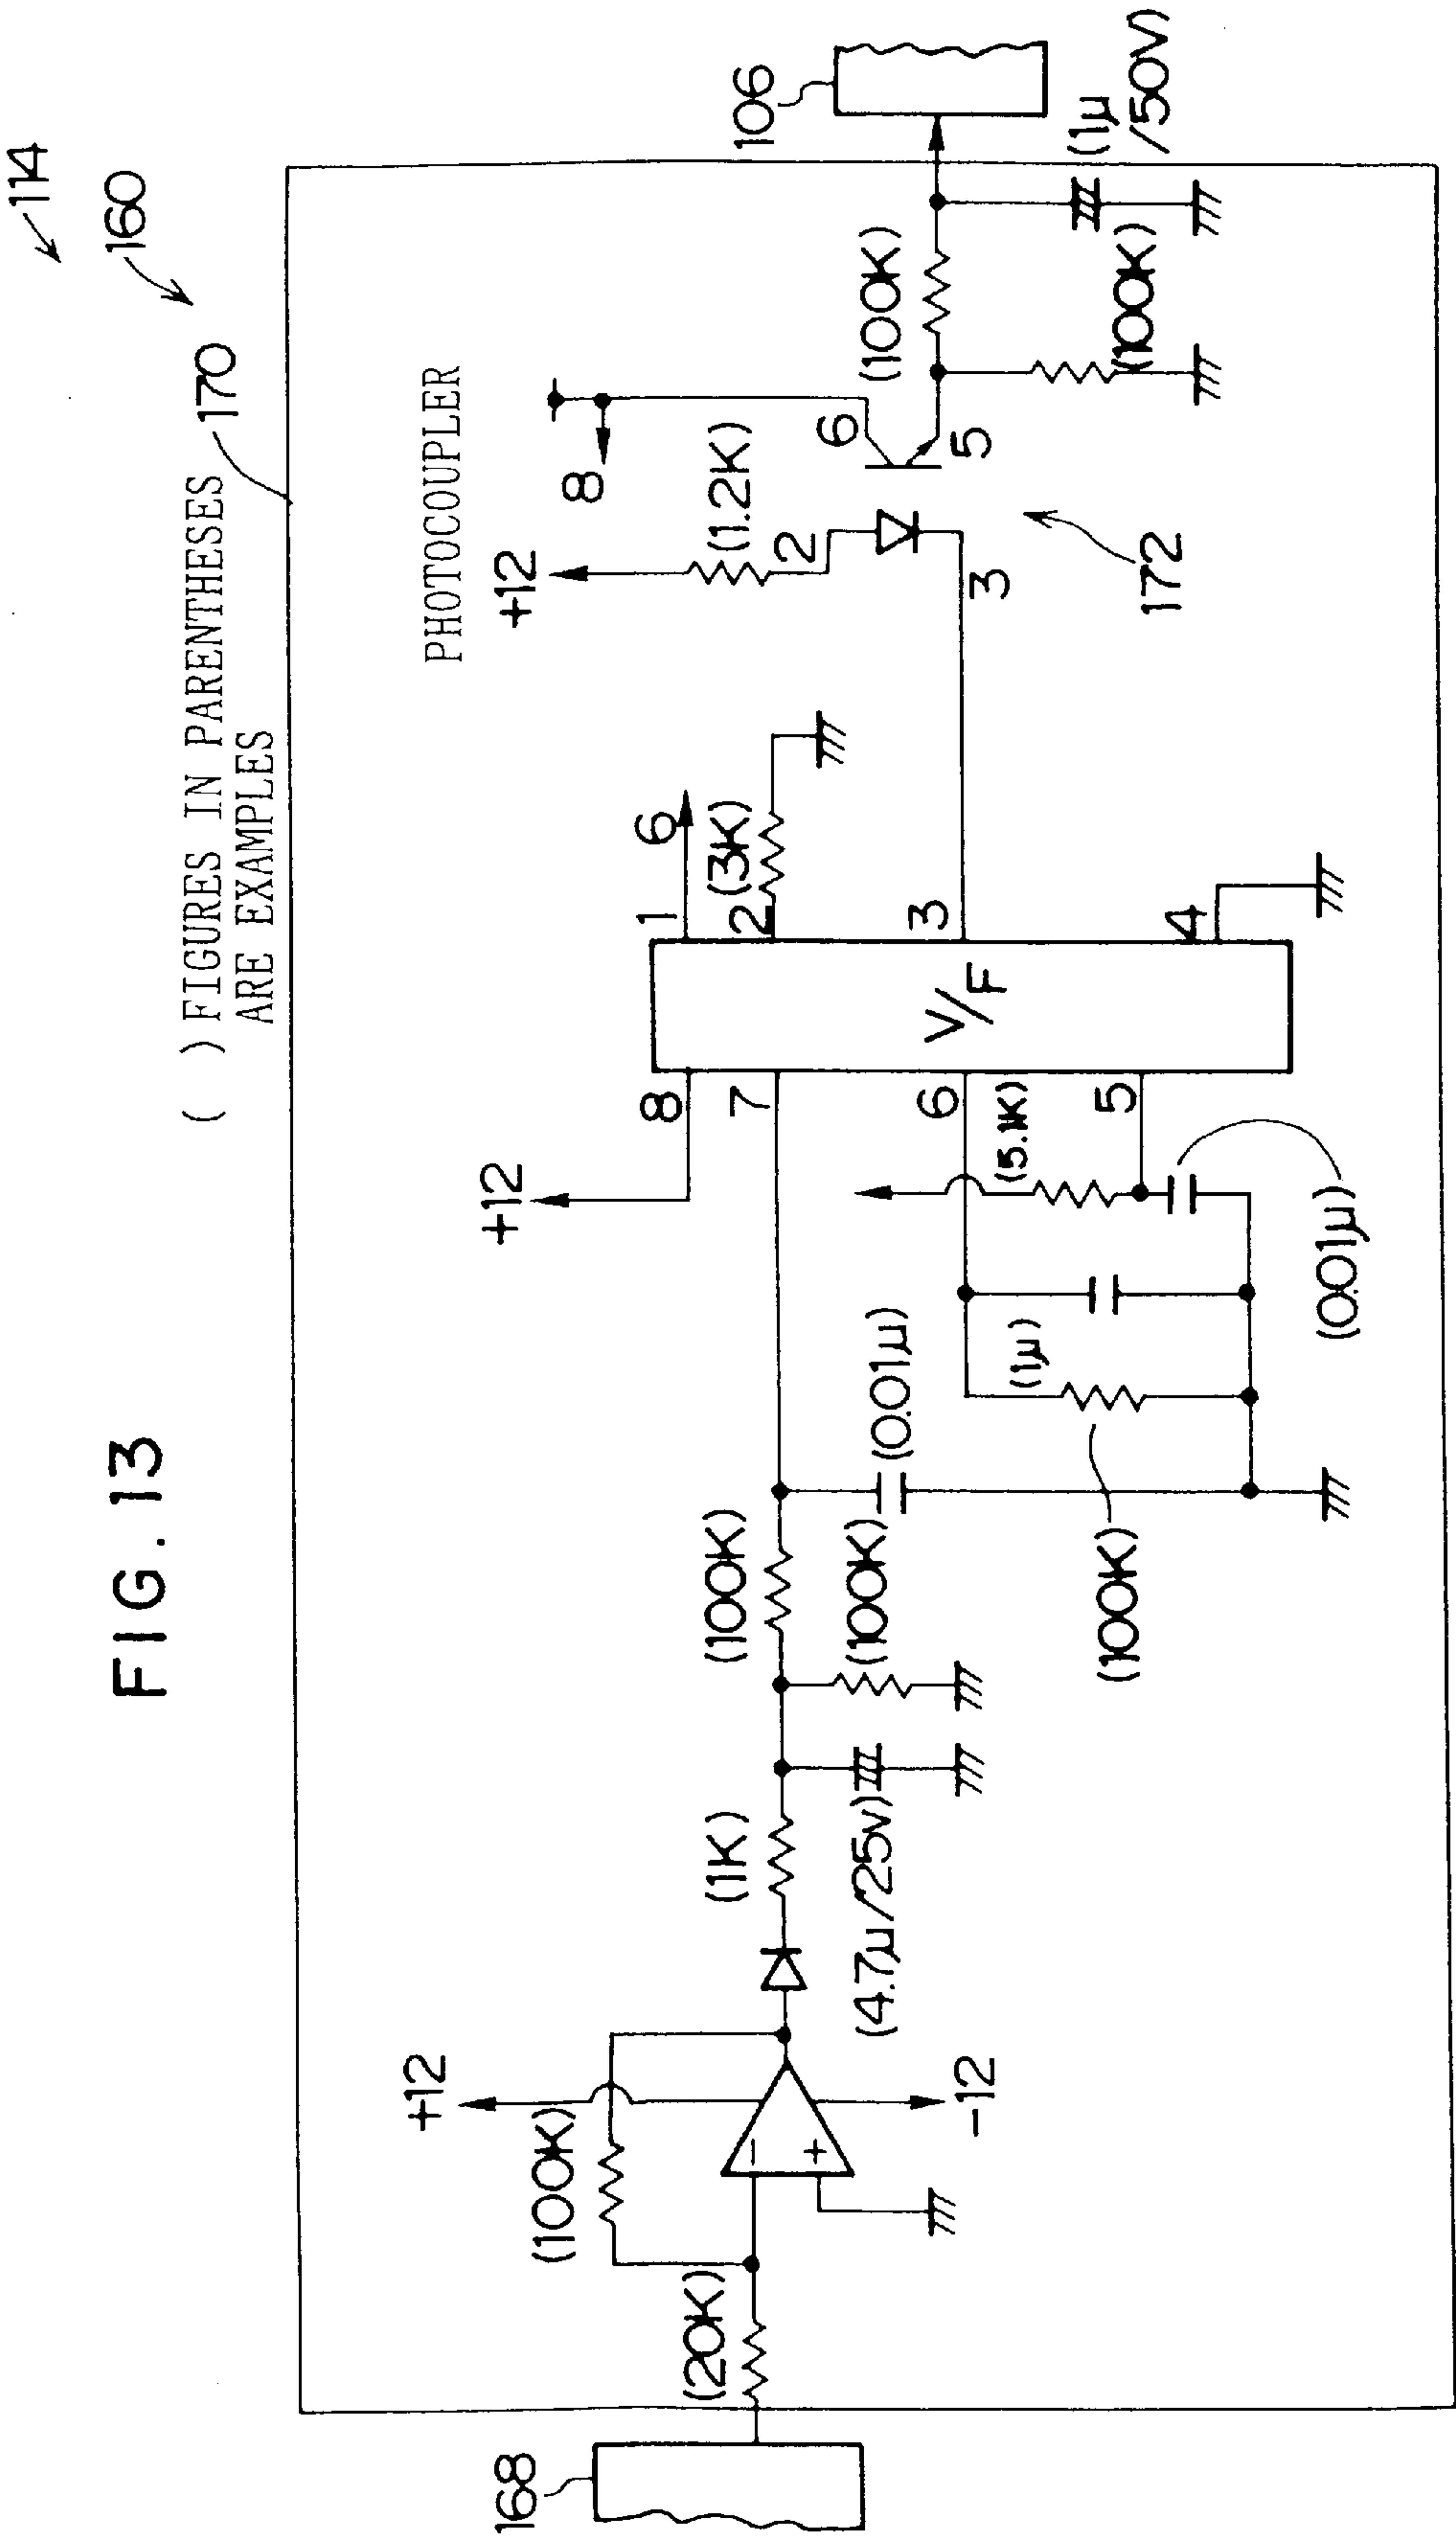 FIG. 13
114
160
( ) FIGURES IN PARENTHESES
ARE EXAMPLES
170
PHOTOCOUPLER
168
(20K)
(100K)
+12
-12
−
+
(1K)
(4.7μ/25V)
(100K)
(100K)
(0.01μ)
(100K)
(1μ)
(5.1K)
(0.01μ)
+12
8
7
6
5
V/F
1
2
3
4
6
(3K)
+12
(1.2K)
2
3
8
6
5
172
(100K)
(100K)
106
(1μ
/50V)